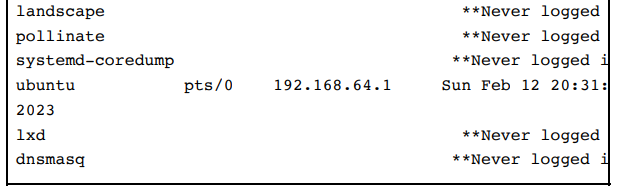 landscape **Never logged
pollinate **Never logged
systemd-coredump **Never logged i
ubuntu pts/0 192.168.64.1 Sun Feb 12 20:31:
2023
lxd **Never logged
dnsmasq **Never logged i